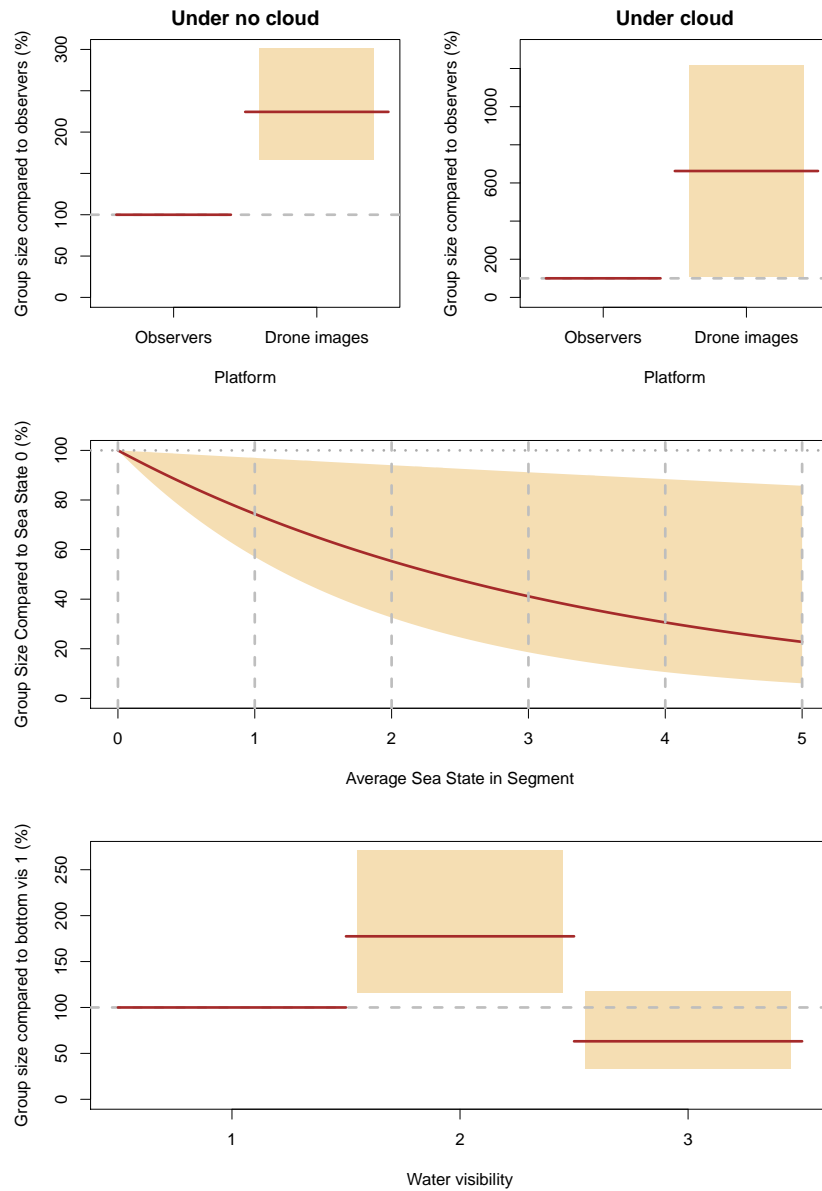 Under no cloud
Group size compared to observers (%)
0
50
100
200
300
Observers
Drone images
Platform
Under cloud
Group size compared to observers (%)
0
200
600
1000
Observers
Drone images
Platform
Group Size Compared to Sea State 0 (%)
0
20
40
60
80
100
0
1
2
3
4
5
Average Sea State in Segment
Group size compared to bottom vis 1 (%)
0
50
100
150
200
250
1
2
3
Water visibility